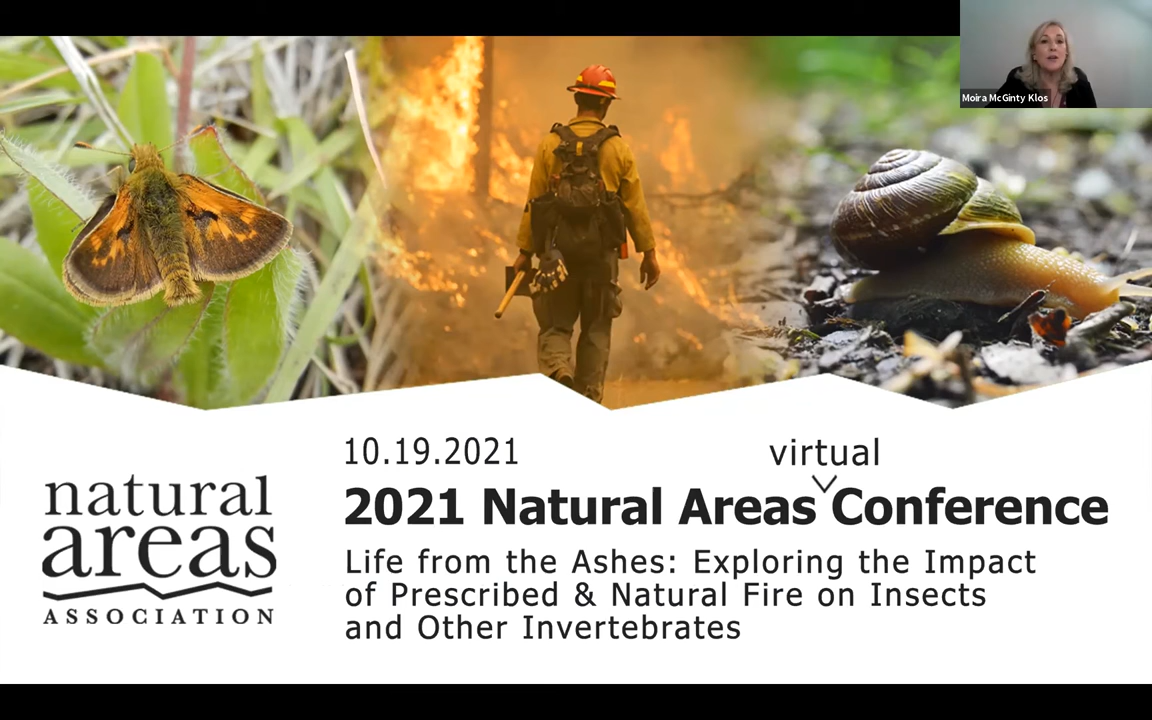 Moira McGinty Klos
10.19.2021
virtual
2021 Natural Areas Conference
Life from the Ashes: Exploring the Impact
of Prescribed & Natural Fire on Insects
and Other Invertebrates
natural
areas
ASSOCIATION